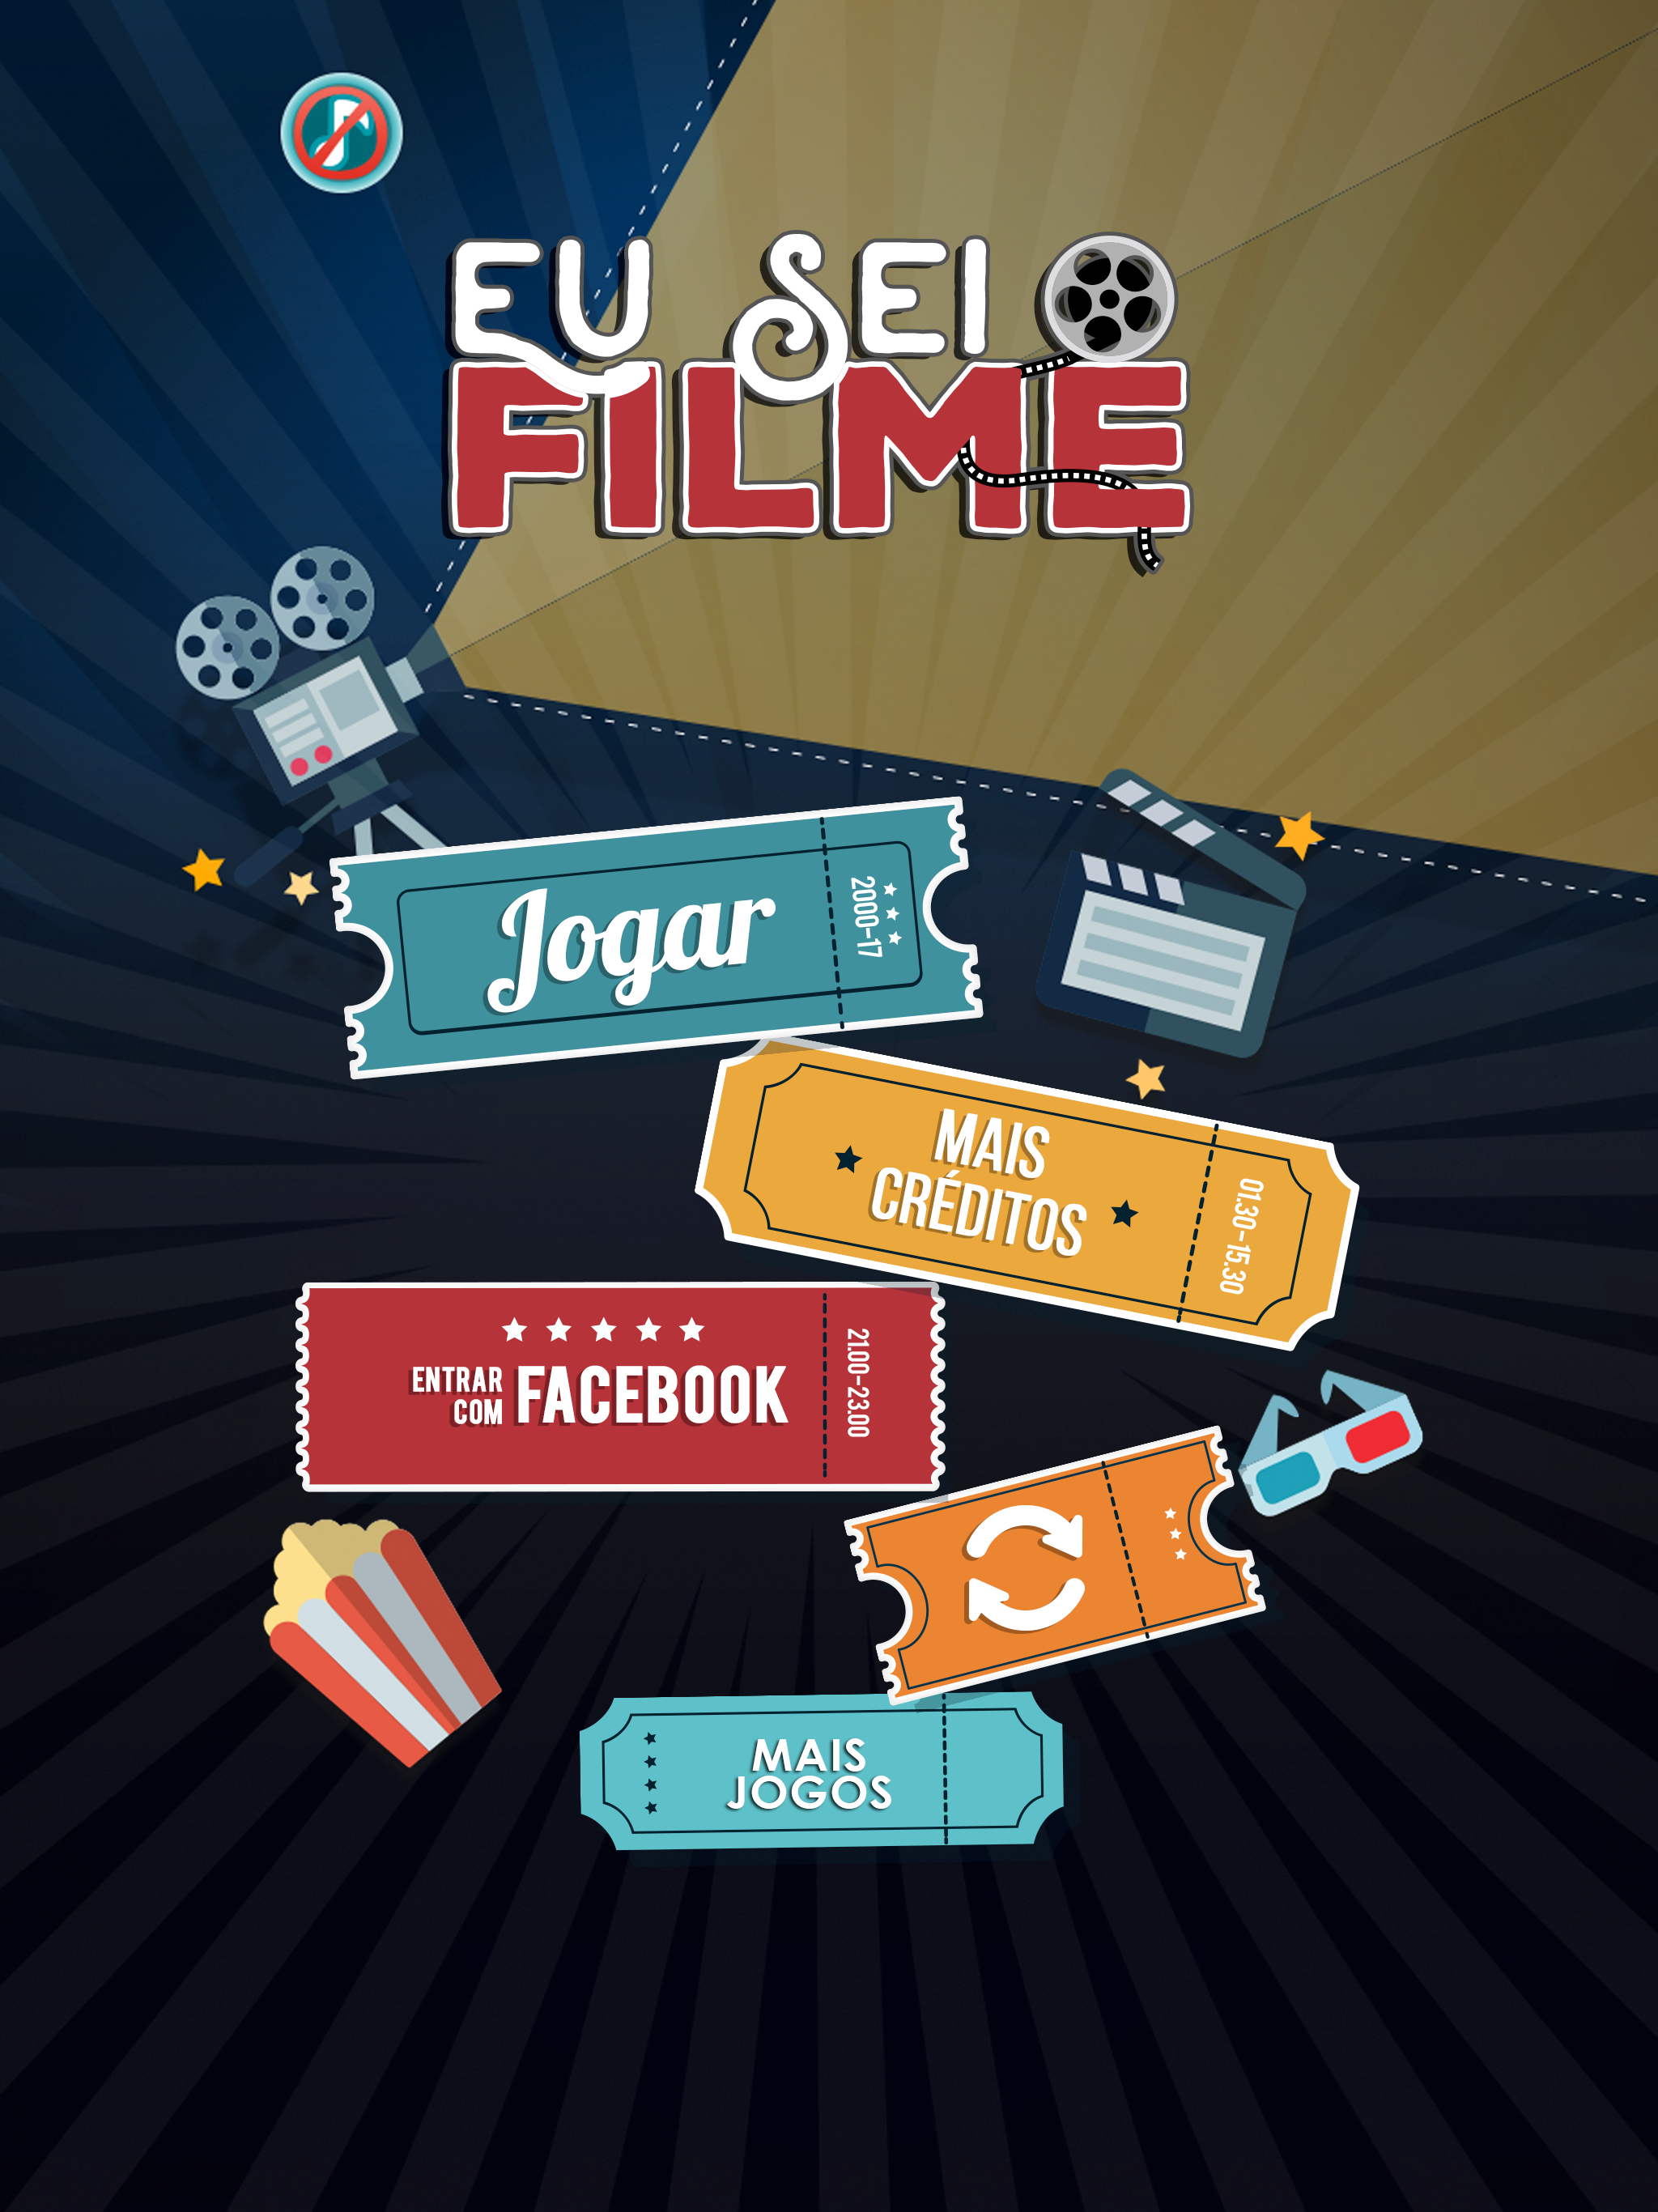 EU SEI
FILME
Jogar
2000-17
MAIS
CRÉDITOS
01.30-15.30
ENTRAR
COM
FACEBOOK
21.00-23.00
MAIS
JOGOS